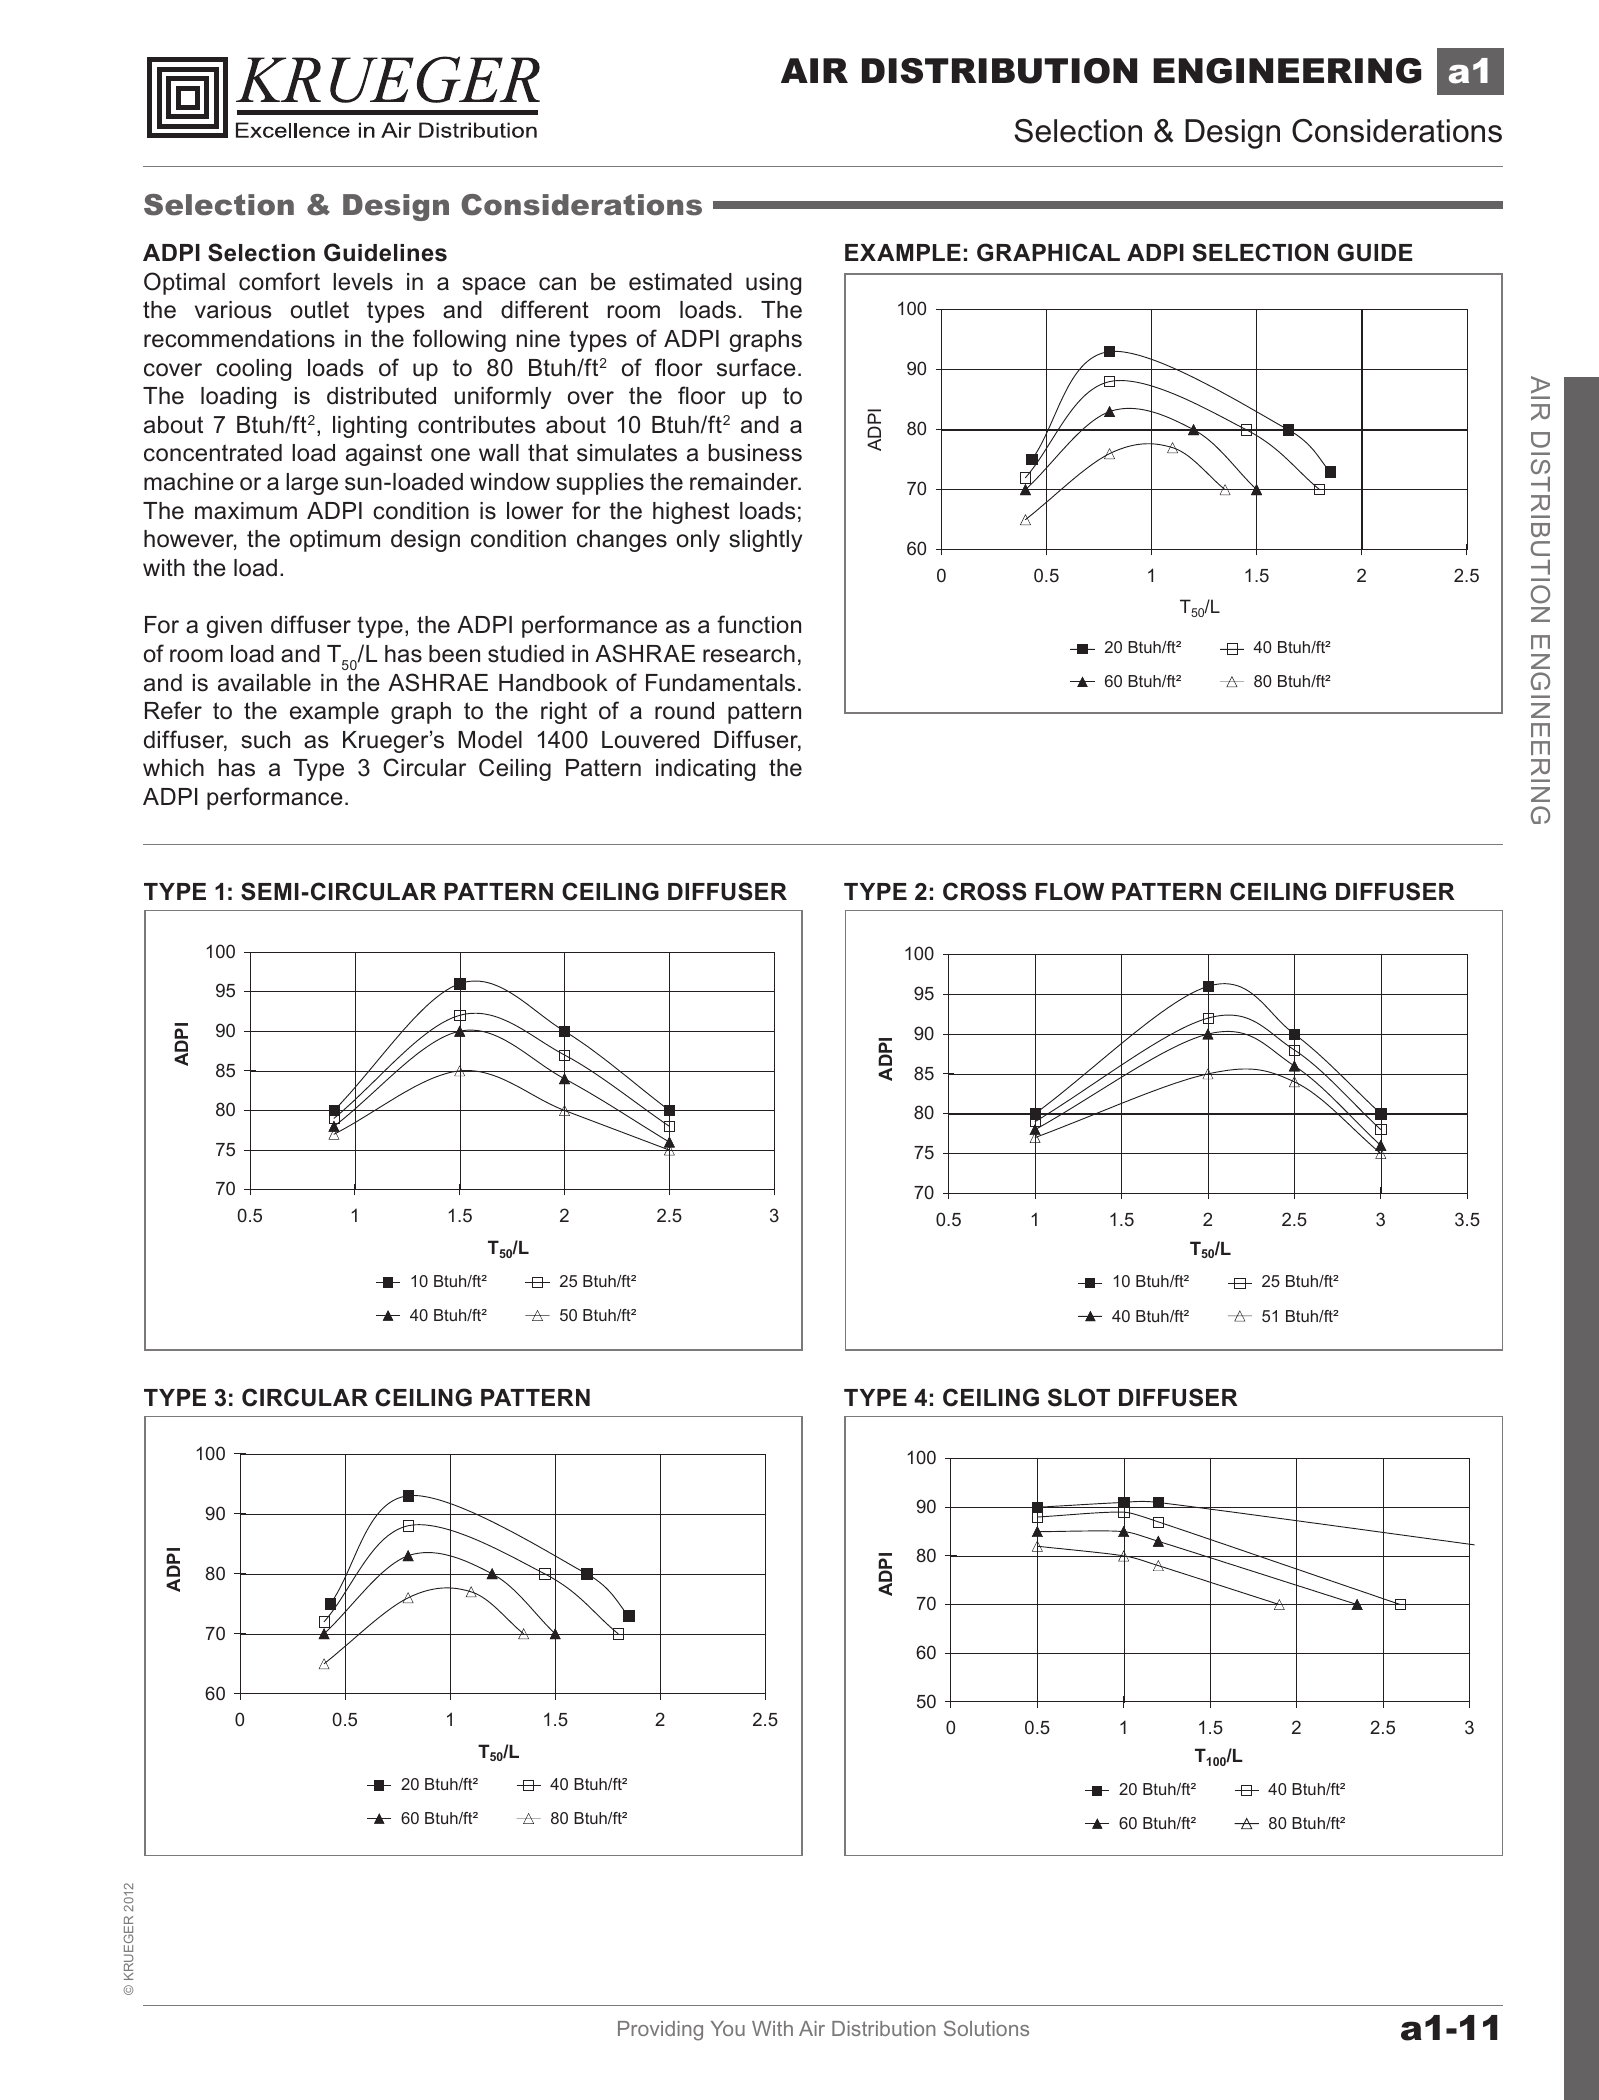 KRUEGER
Excellence in Air Distribution
AIR DISTRIBUTION ENGINEERING a1
Selection & Design Considerations
Selection & Design Considerations
ADPI Selection Guidelines
Optimal comfort levels in a space can be estimated using
the various outlet types and different room loads. The
recommendations in the following nine types of ADPI graphs
cover cooling loads of up to 80 Btuh/ft² of floor surface.
The loading is distributed uniformly over the floor up to
about 7 Btuh/ft², lighting contributes about 10 Btuh/ft² and a
concentrated load against one wall that simulates a business
machine or a large sun-loaded window supplies the remainder.
The maximum ADPI condition is lower for the highest loads;
however, the optimum design condition changes only slightly
with the load.
For a given diffuser type, the ADPI performance as a function
of room load and T50/L has been studied in ASHRAE research,
and is available in the ASHRAE Handbook of Fundamentals.
Refer to the example graph to the right of a round pattern
diffuser, such as Krueger’s Model 1400 Louvered Diffuser,
which has a Type 3 Circular Ceiling Pattern indicating the
ADPI performance.
EXAMPLE: GRAPHICAL ADPI SELECTION GUIDE
100
90
80
70
60
ADPI
0 0.5 1 1.5 2 2.5
T50/L
20 Btuh/ft² 40 Btuh/ft²
60 Btuh/ft² 80 Btuh/ft²
AIR DISTRIBUTION ENGINEERING
TYPE 1: SEMI-CIRCULAR PATTERN CEILING DIFFUSER
100
95
90
85
80
75
70
ADPI
0.5 1 1.5 2 2.5 3
T50/L
10 Btuh/ft² 25 Btuh/ft²
40 Btuh/ft² 50 Btuh/ft²
TYPE 2: CROSS FLOW PATTERN CEILING DIFFUSER
100
95
90
85
80
75
70
ADPI
0.5 1 1.5 2 2.5 3 3.5
T50/L
10 Btuh/ft² 25 Btuh/ft²
40 Btuh/ft² 51 Btuh/ft²
TYPE 3: CIRCULAR CEILING PATTERN
100
90
80
70
60
ADPI
0 0.5 1 1.5 2 2.5
T50/L
20 Btuh/ft² 40 Btuh/ft²
60 Btuh/ft² 80 Btuh/ft²
TYPE 4: CEILING SLOT DIFFUSER
100
90
80
70
60
50
ADPI
0 0.5 1 1.5 2 2.5 3
T100/L
20 Btuh/ft² 40 Btuh/ft²
60 Btuh/ft² 80 Btuh/ft²
© KRUEGER 2012
Providing You With Air Distribution Solutions
a1-11